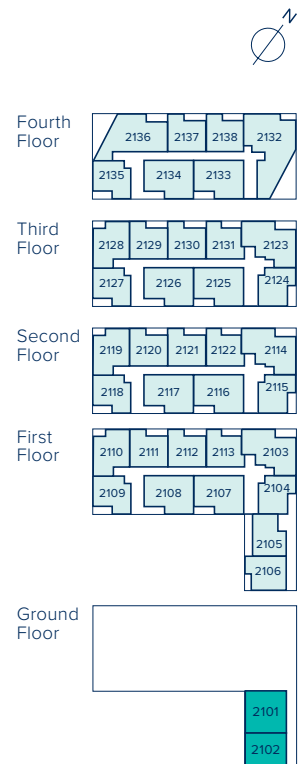 N
Fourth
Floor
2136 2137 2138 2132
2135 2134 2133
Third
Floor
2128 2129 2130 2131 2123
2127 2126 2125 2124
Second
Floor
2119 2120 2121 2122 2114
2118 2117 2116 2115
First
Floor
2110 2111 2112 2113 2103
2109 2108 2107 2104
2105
2106
Ground
Floor
2101
2102